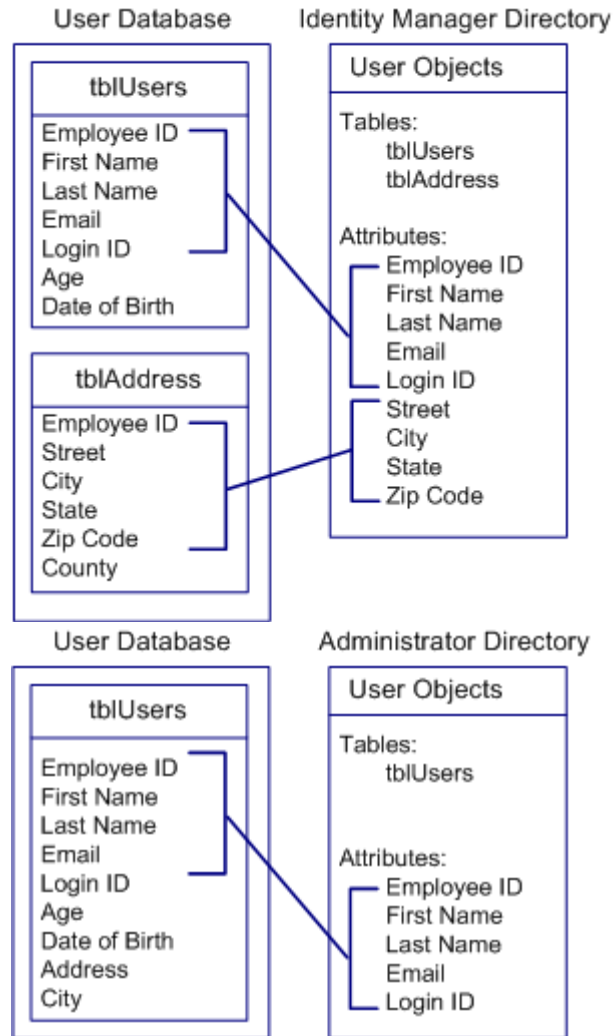 User Database
tblUsers
Employee ID
First Name
Last Name
Email
Login ID
Age
Date of Birth
tblAddress
Employee ID
Street
City
State
Zip Code
County
Identity Manager Directory
User Objects
Tables:
tblUsers
tblAddress
Attributes:
Employee ID
First Name
Last Name
Email
Login ID
Street
City
State
Zip Code
User Database
tblUsers
Employee ID
First Name
Last Name
Email
Login ID
Age
Date of Birth
Address
City
Administrator Directory
User Objects
Tables:
tblUsers
Attributes:
Employee ID
First Name
Last Name
Email
Login ID